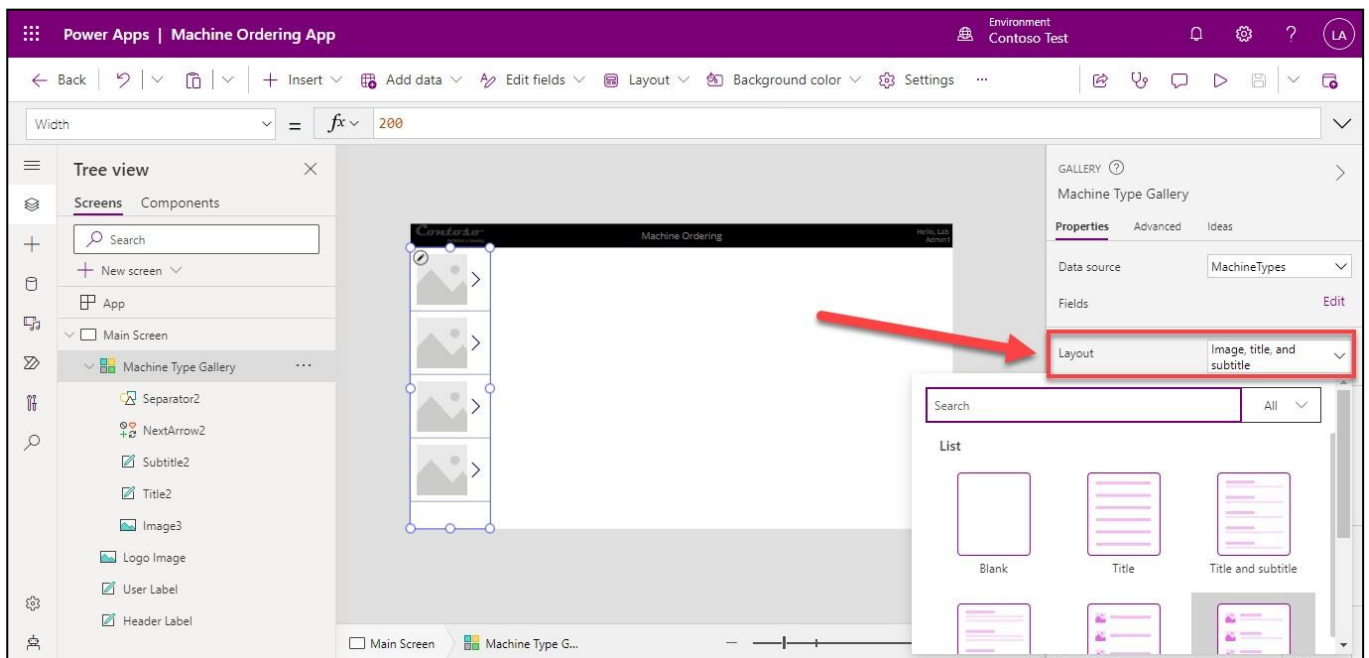 Power Apps | Machine Ordering App
Environment
Contoso Test
LA
Back
Insert
Add data
Edit fields
Layout
Background color
Settings
...
Width
=
fx
200
Tree view
Screens
Components
Search
New screen
App
Main Screen
Machine Type Gallery
...
Separator2
NextArrow2
Subtitle2
Title2
Image3
Logo Image
User Label
Header Label
Contoso
Machine Ordering
Hello, Lab
Admin1
Main Screen
Machine Type G...
GALLERY
Machine Type Gallery
Properties
Advanced
Ideas
Data source
MachineTypes
Fields
Edit
Layout
Image, title, and
subtitle
Search
All
List
Blank
Title
Title and subtitle